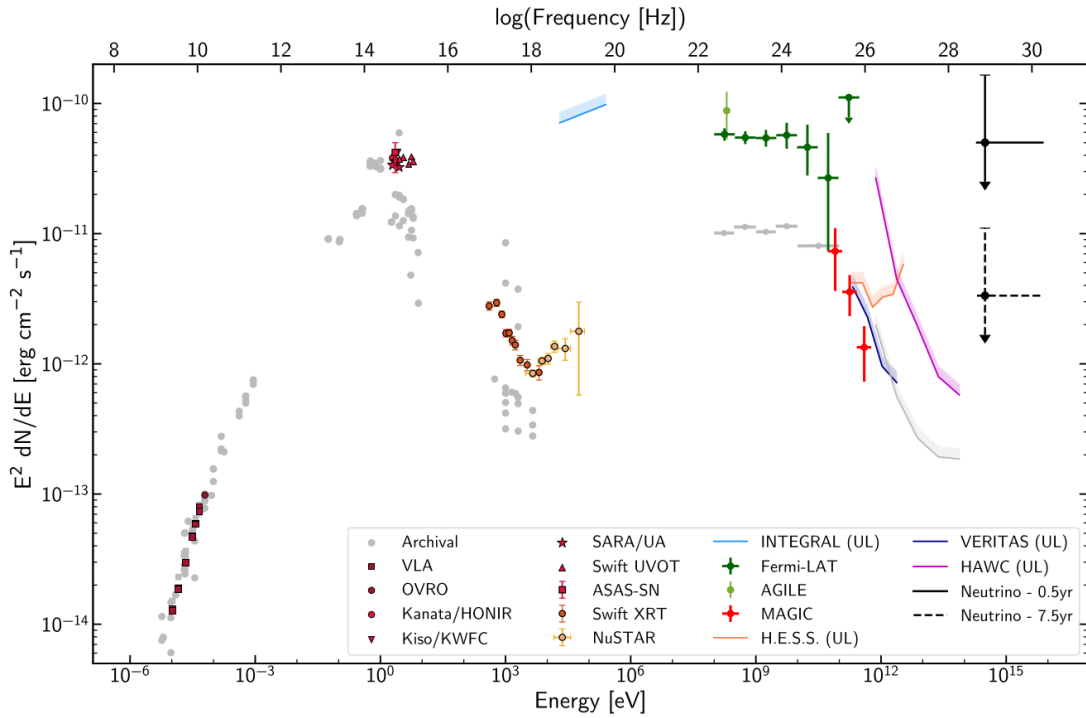 log(Frequency [Hz])
8 10 12 14 16 18 20 22 24 26 28 30
E² dN/dE [erg cm⁻² s⁻¹]
10⁻¹⁰
10⁻¹¹
10⁻¹²
10⁻¹³
10⁻¹⁴
Archival
VLA
OVRO
Kanata/HONIR
Kiso/KWFC
SARA/UA
Swift UVOT
ASAS-SN
Swift XRT
NuSTAR
INTEGRAL (UL)
Fermi-LAT
AGILE
MAGIC
H.E.S.S. (UL)
VERITAS (UL)
HAWC (UL)
Neutrino - 0.5yr
Neutrino - 7.5yr
10⁻⁶ 10⁻³ 10⁰ 10³ 10⁶ 10⁹ 10¹² 10¹⁵
Energy [eV]